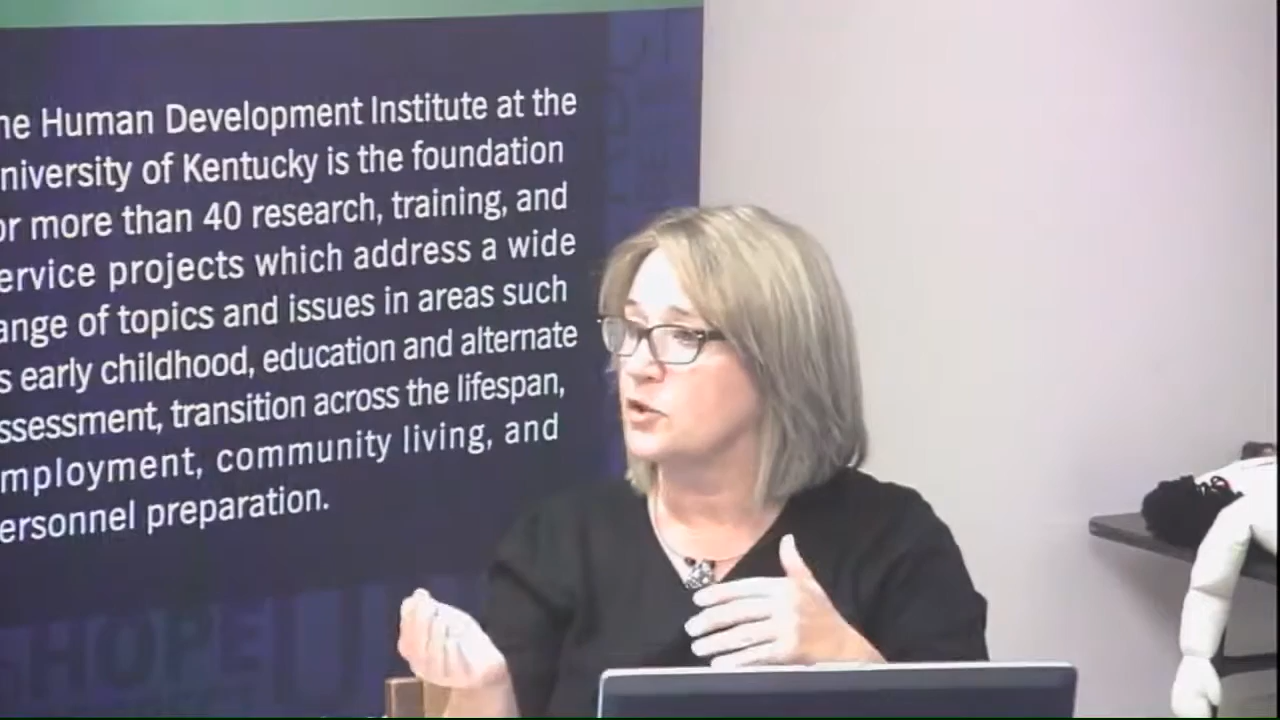 he Human Development Institute at the
niversity of Kentucky is the foundation
or more than 40 research, training, and
ervice projects which address a wide
ange of topics and issues in areas such
s early childhood, education and alternate
ssessment, transition across the lifespan,
mployment, community living, and
ersonnel preparation.
HOPE